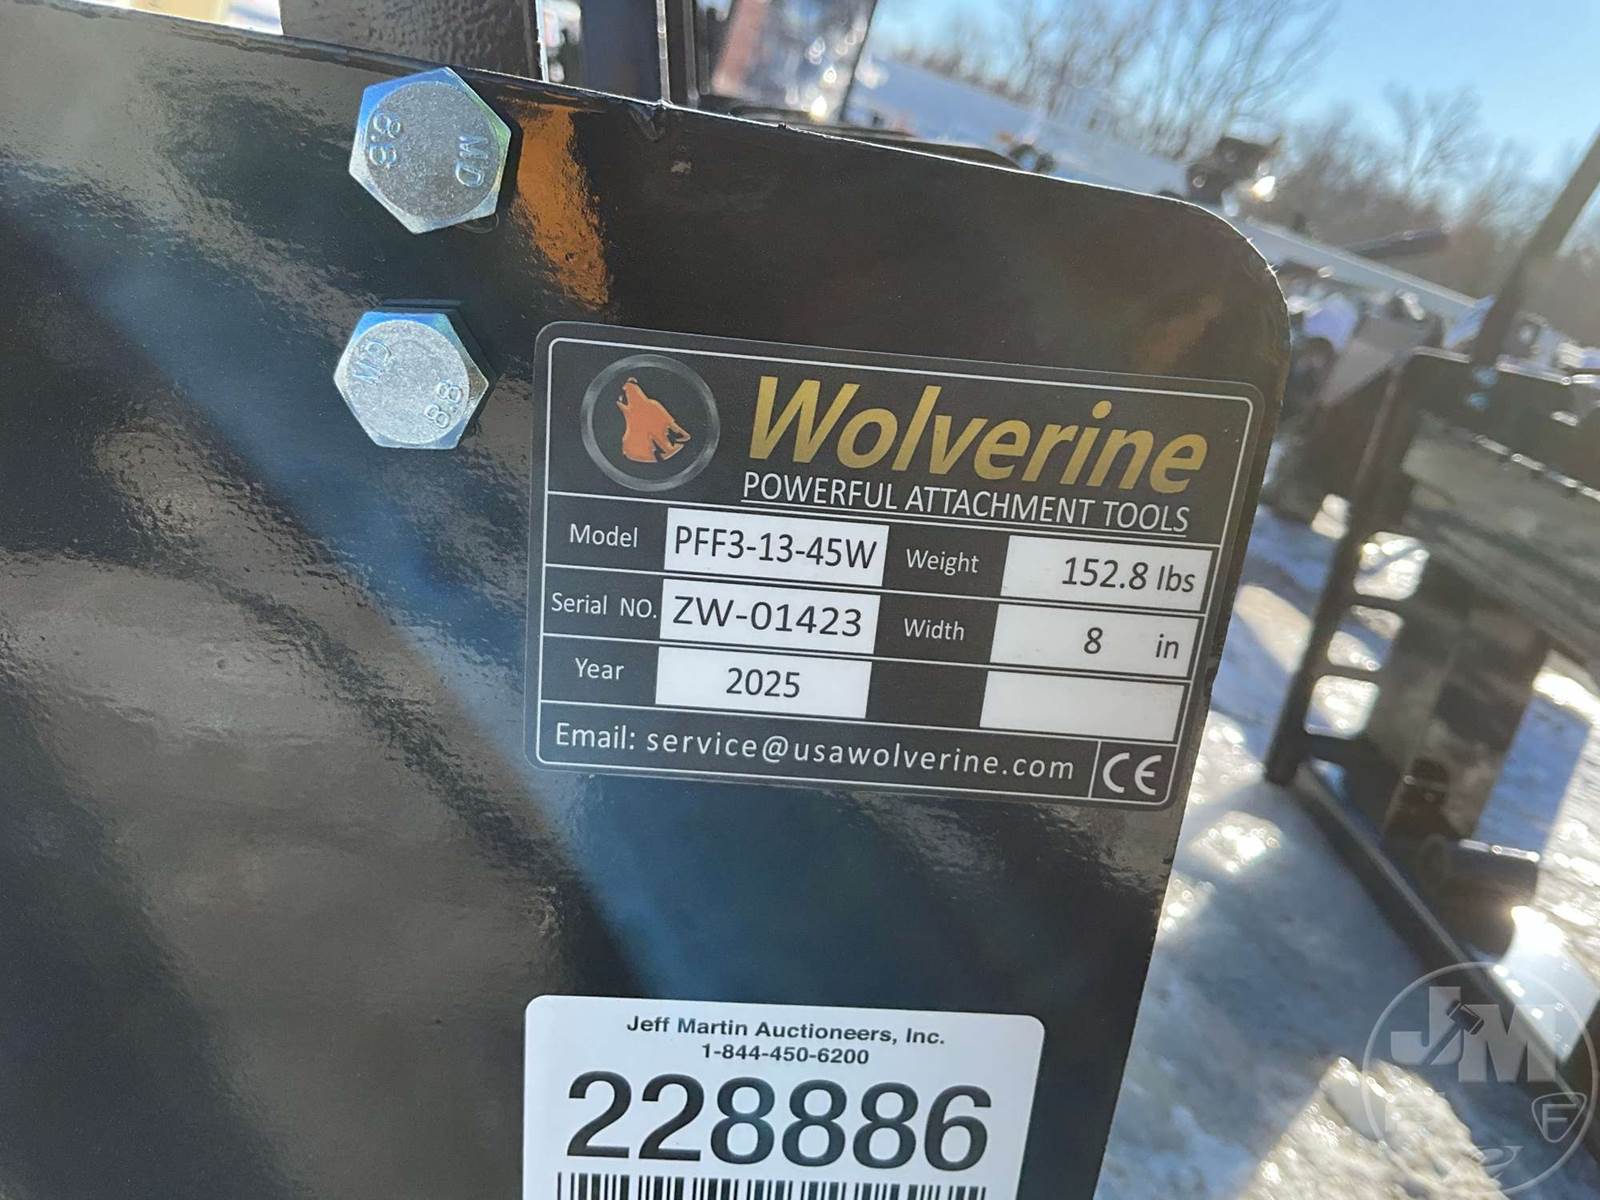 8.8 MD
MD 8.8
Wolverine
POWERFUL ATTACHMENT TOOLS
Model PFF3-13-45W Weight 152.8 lbs
Serial NO. ZW-01423 Width 8 in
Year 2025
Email: service@usawolverine.com CE
Jeff Martin Auctioneers, Inc.
1-844-450-6200
228886
JM
F